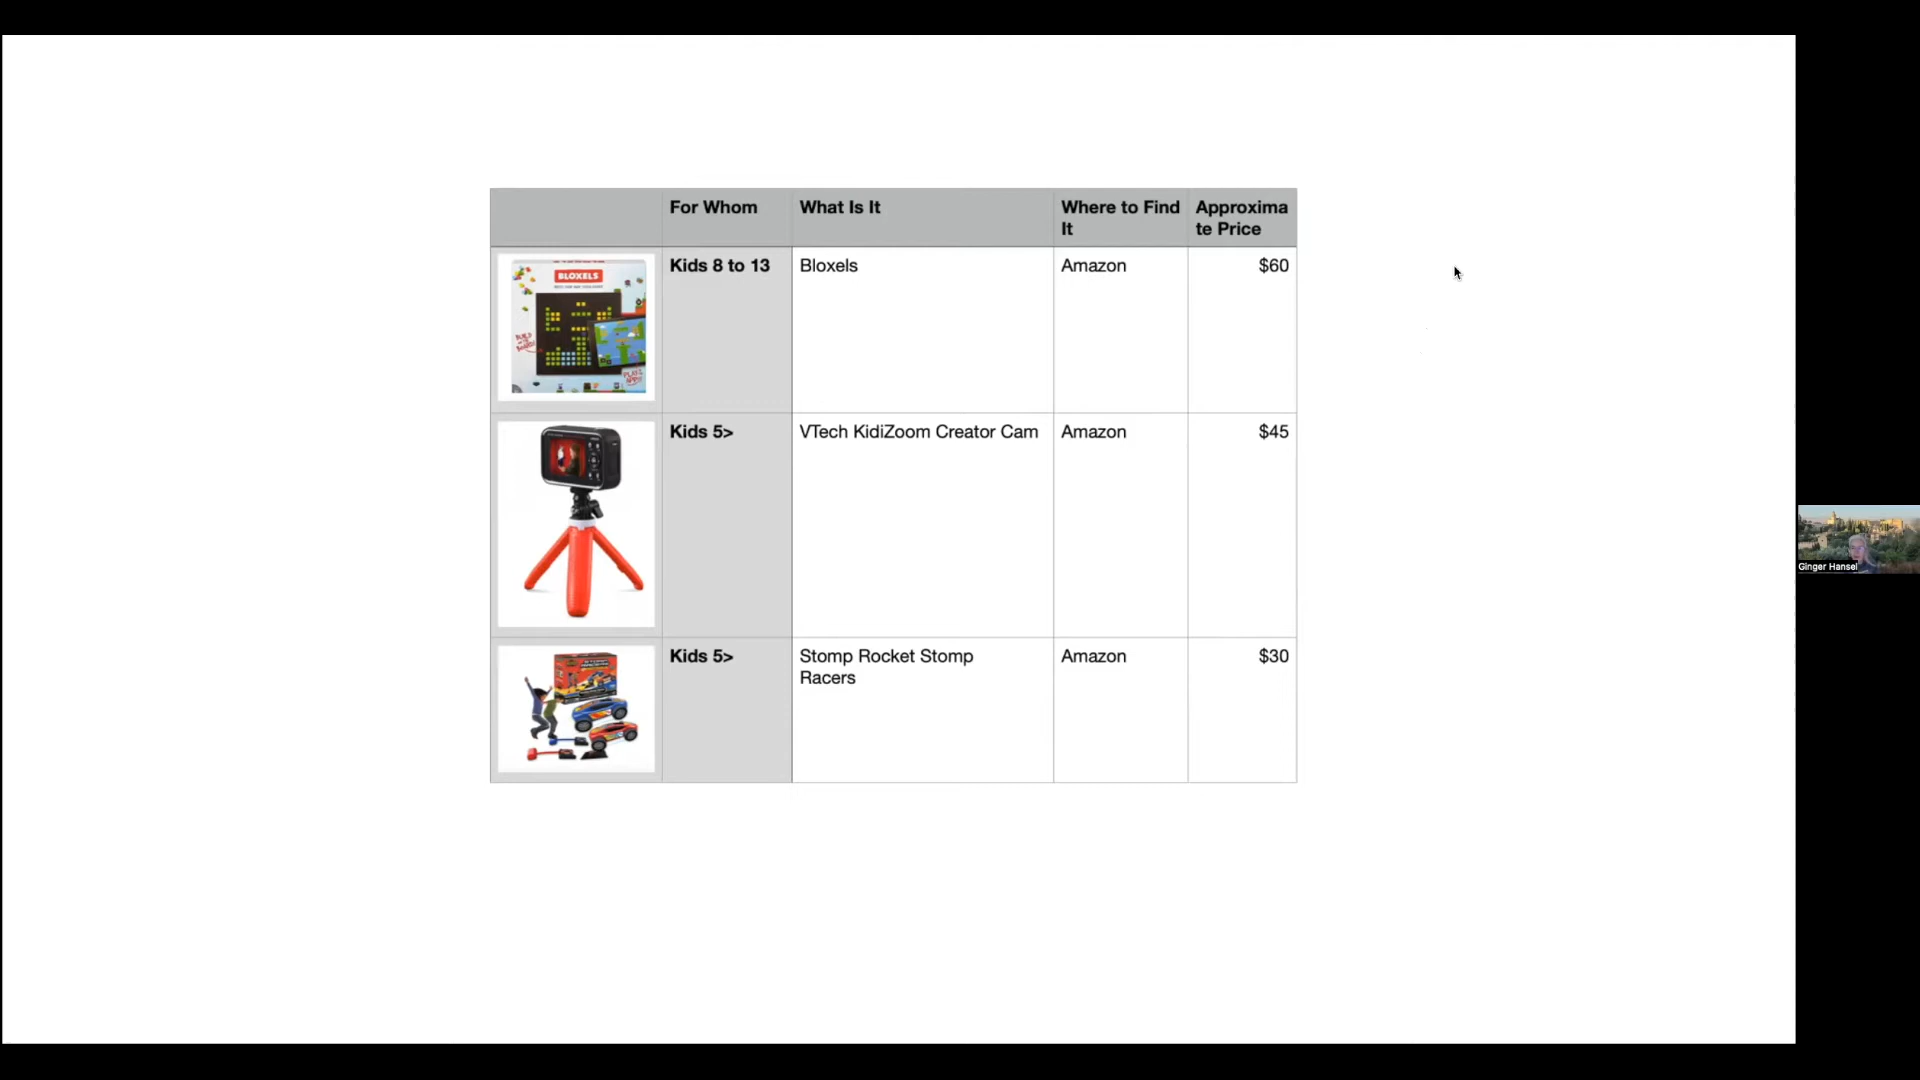 For Whom
What Is It
Where to Find
It
Approxima
te Price
BLOXELS
Kids 8 to 13
Bloxels
Amazon
$60
Kids 5>
VTech KidiZoom Creator Cam
Amazon
$45
Kids 5>
Stomp Rocket Stomp
Racers
Amazon
$30
Ginger Hansel